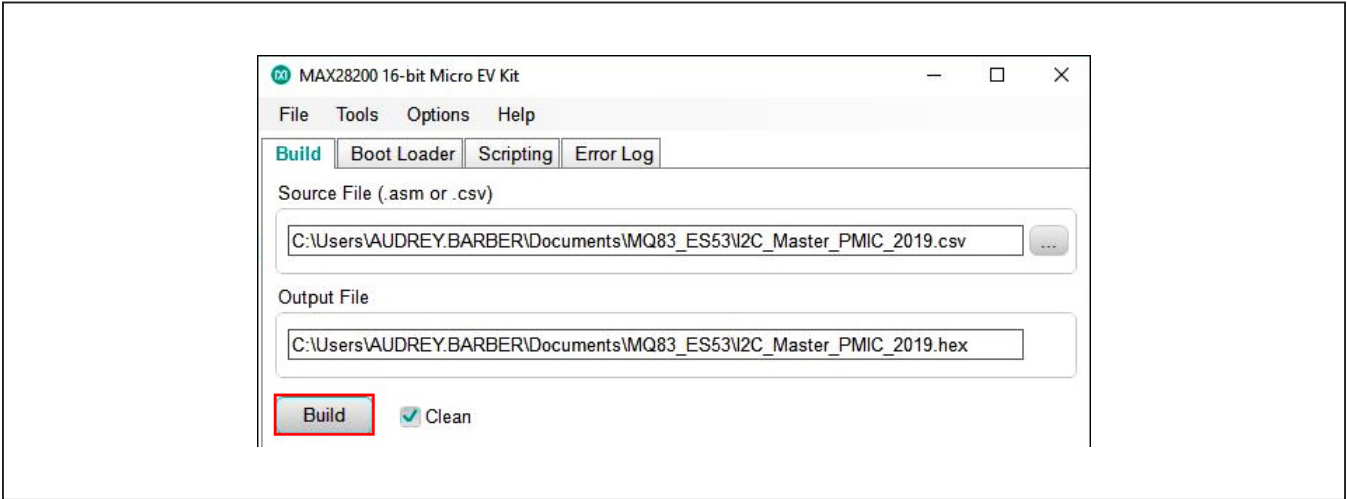 MAX28200 16-bit Micro EV Kit
File Tools Options Help
Build Boot Loader Scripting Error Log
Source File (.asm or .csv)
C:\Users\AUDREY.BARBER\Documents\MQ83_ES53\I2C_Master_PMIC_2019.csv ...
Output File
C:\Users\AUDREY.BARBER\Documents\MQ83_ES53\I2C_Master_PMIC_2019.hex
Build Clean